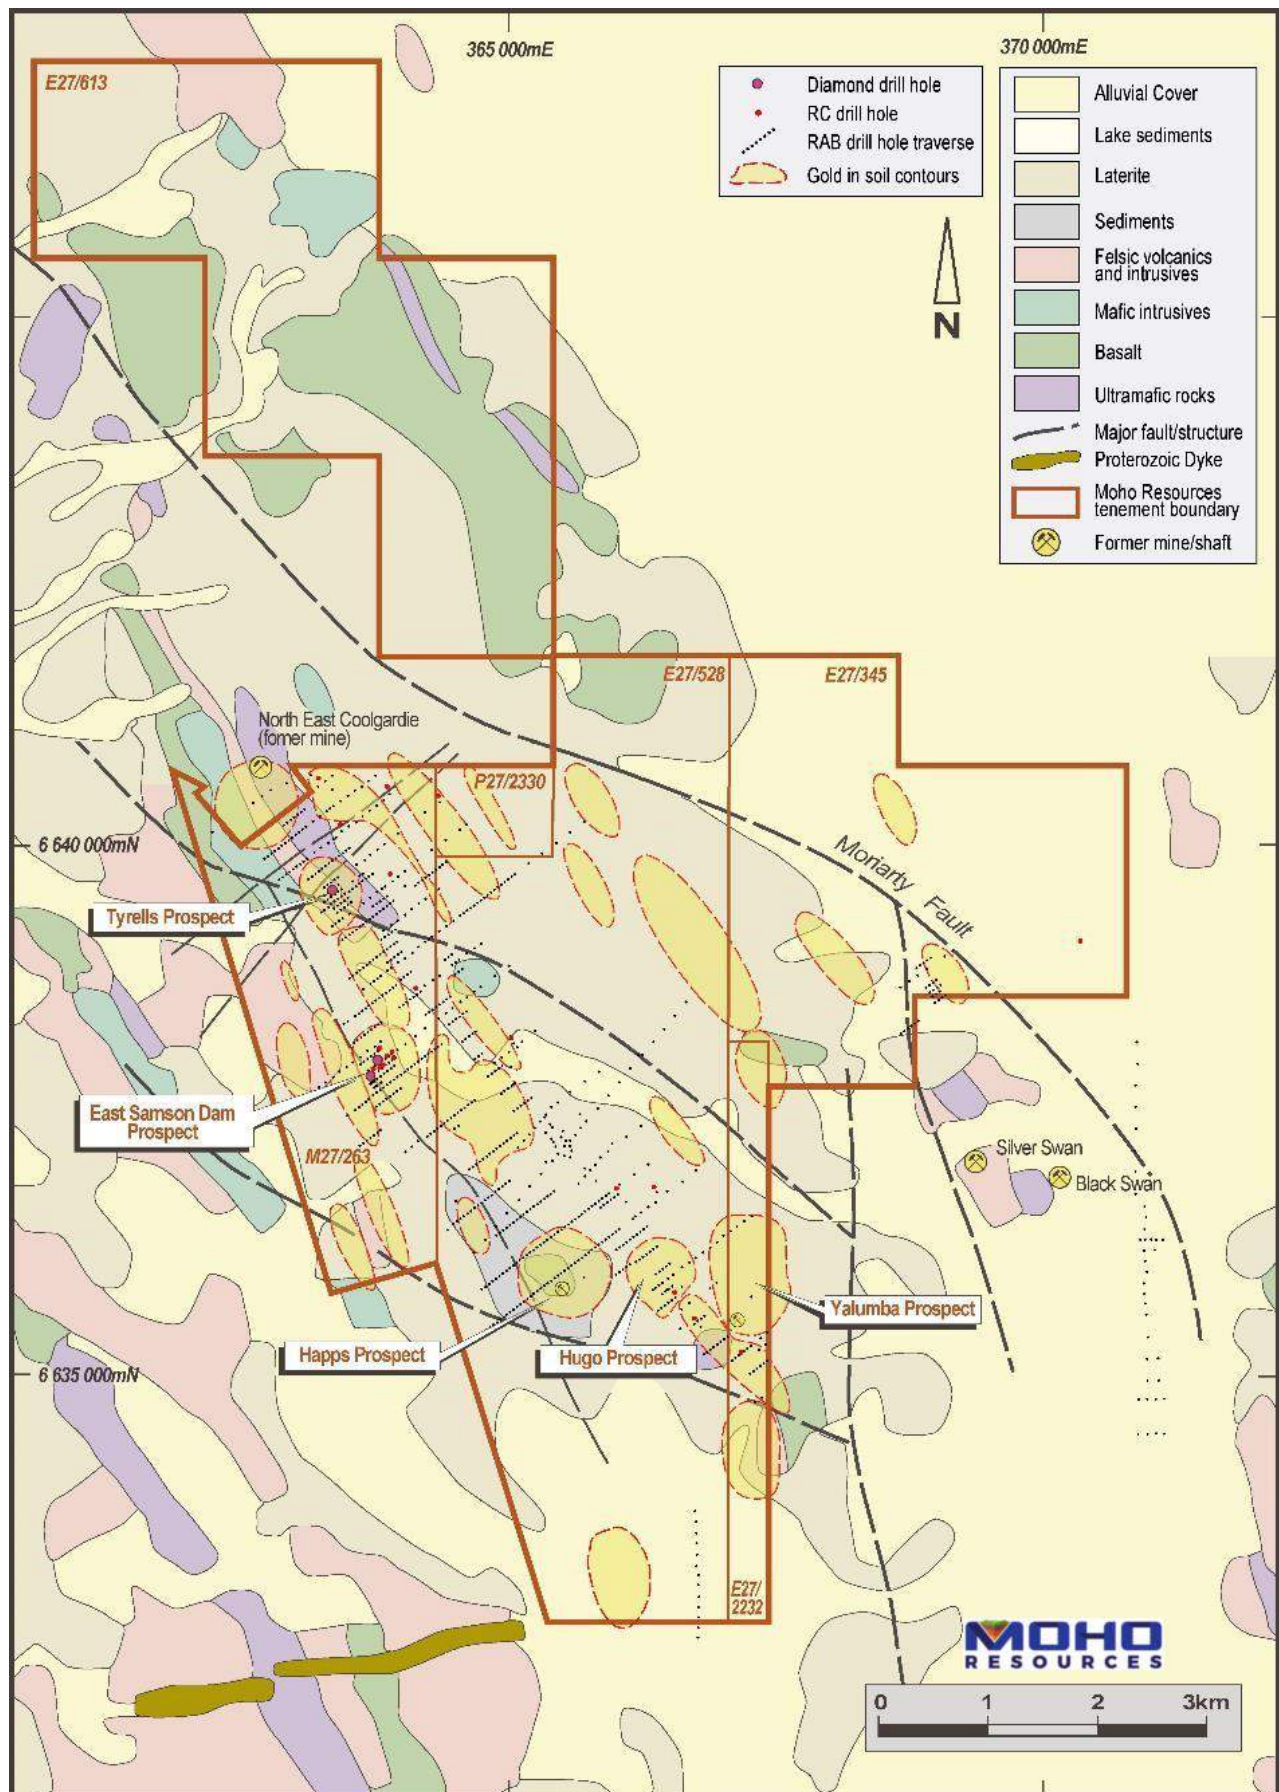 365 000mE
370 000mE
E27/613
Diamond drill hole
RC drill hole
RAB drill hole traverse
Gold in soil contours
N
Alluvial Cover
Lake sediments
Laterite
Sediments
Felsic volcanics
and intrusives
Mafic intrusives
Basalt
Ultramafic rocks
Major fault/structure
Proterozoic Dyke
Moho Resources
tenement boundary
Former mine/shaft
E27/528
E27/345
North East Coolgardie
(former mine)
P27/2330
6 640 000mN
Moriarty
Fault
Tyrells Prospect
East Samson Dam
Prospect
M27/263
Silver Swan
Black Swan
Yalumba Prospect
Happs Prospect
Hugo Prospect
6 635 000mN
E27/
2232
MOHO
RESOURCES
0 1 2 3km